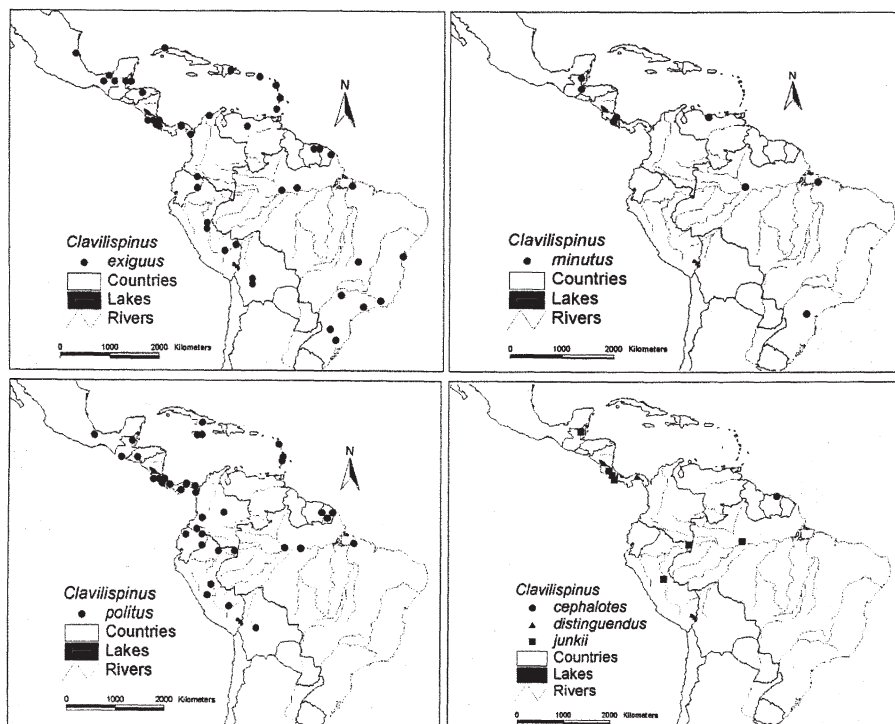 N
Clavilispinus
exiguus
Countries
Lakes
Rivers
0 1000 2000 Kilometers
N
Clavilispinus
minutus
Countries
Lakes
Rivers
0 1000 2000 Kilometers
N
Clavilispinus
politus
Countries
Lakes
Rivers
0 1000 2000 Kilometers
Clavilispinus
cephalotes
distinguendus
junkii
Countries
Lakes
Rivers
0 1000 2000 Kilometers